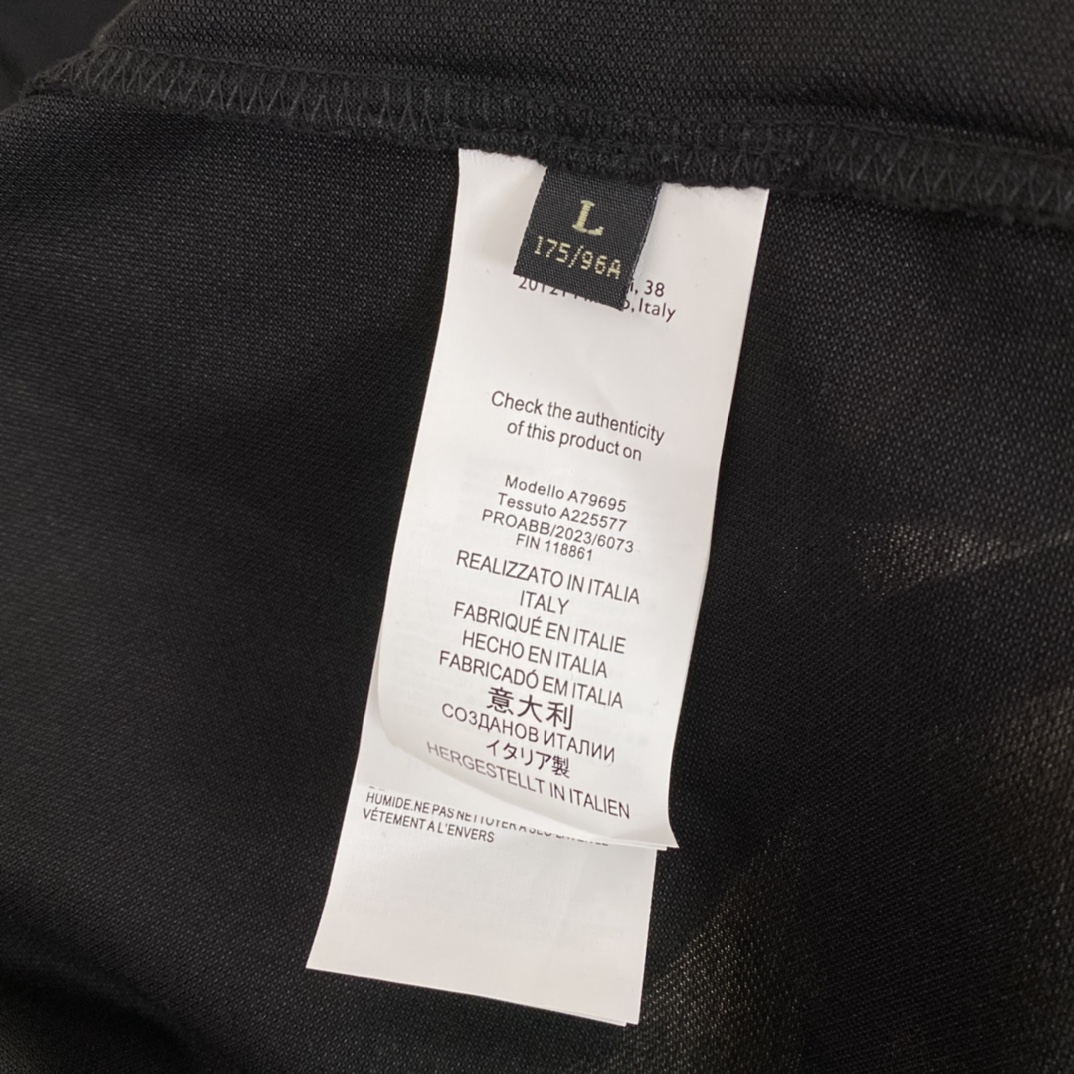 L
175/96A
i, 38
o, Italy
Check the authenticity
of this product on
Modello A79695
Tessuto A225577
PROABB/2023/6073
FIN 118861
REALIZZATO IN ITALIA
ITALY
FABRIQUÉ EN ITALIE
HECHO EN ITALIA
FABRICADÓ EM ITALIA
意大利
СОЗДАНОВ ИТАЛИИ
イタリア製
HERGESTELLT IN ITALIEN
HUMIDE.NE PAS NETTOYER A SEC
VÊTEMENT A L'ENVERS